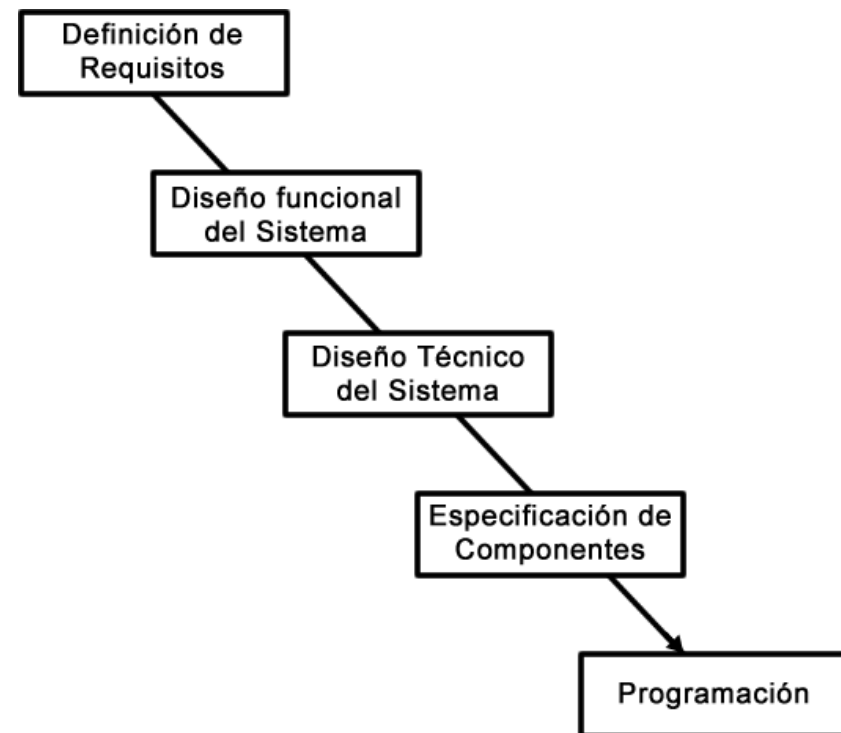 Definición de
Requisitos
Diseño funcional
del Sistema
Diseño Técnico
del Sistema
Especificación de
Componentes
Programación